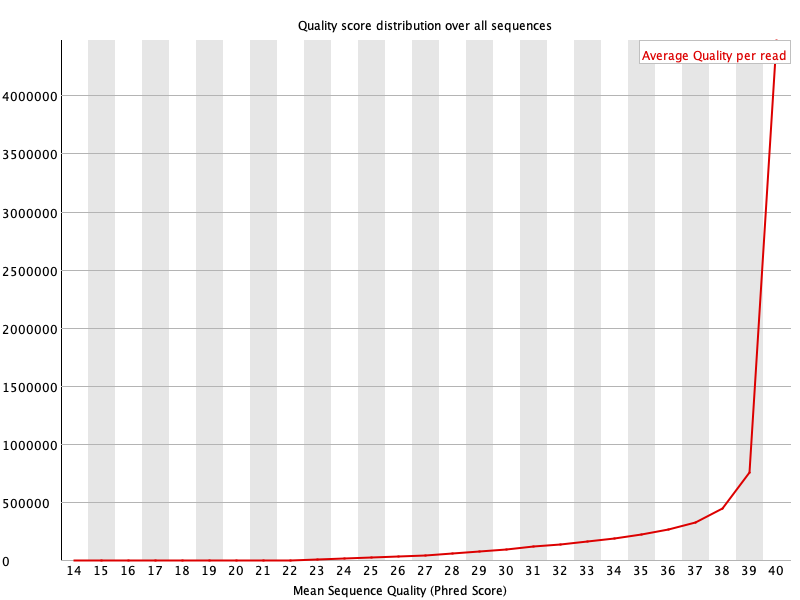 Quality score distribution over all sequences
Average Quality per read
4000000
3500000
3000000
2500000
2000000
1500000
1000000
500000
0
14 15 16 17 18 19 20 21 22 23 24 25 26 27 28 29 30 31 32 33 34 35 36 37 38 39 40
Mean Sequence Quality (Phred Score)